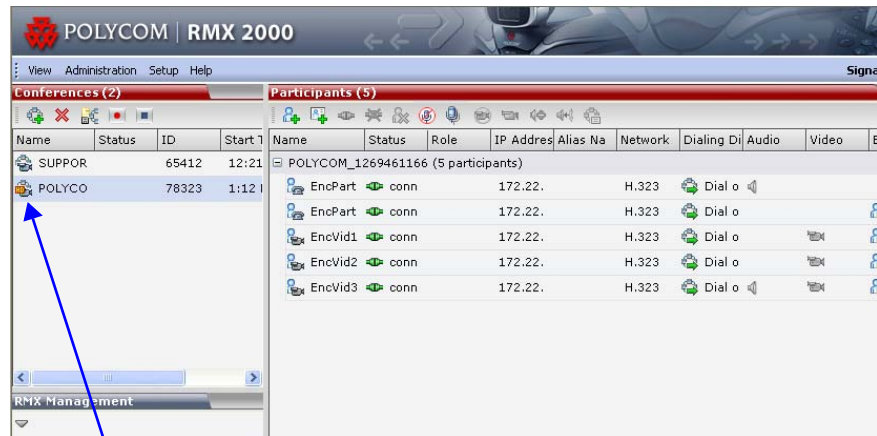 POLYCOM | RMX 2000
View Administration Setup Help Signa
Conferences (2)
Participants (5)
Name Status ID Start T
Name Status Role IP Addres Alias Na Network Dialing Di Audio Video E
POLYCOM_1269461166 (5 participants)
SUPPOR 65412 12:21
POLYCO 78323 1:12
EncPart conn 172.22. H.323 Dial o
EncPart conn 172.22. H.323 Dial o
EncVid1 conn 172.22. H.323 Dial o
EncVid2 conn 172.22. H.323 Dial o
EncVid3 conn 172.22. H.323 Dial o
RMX Management